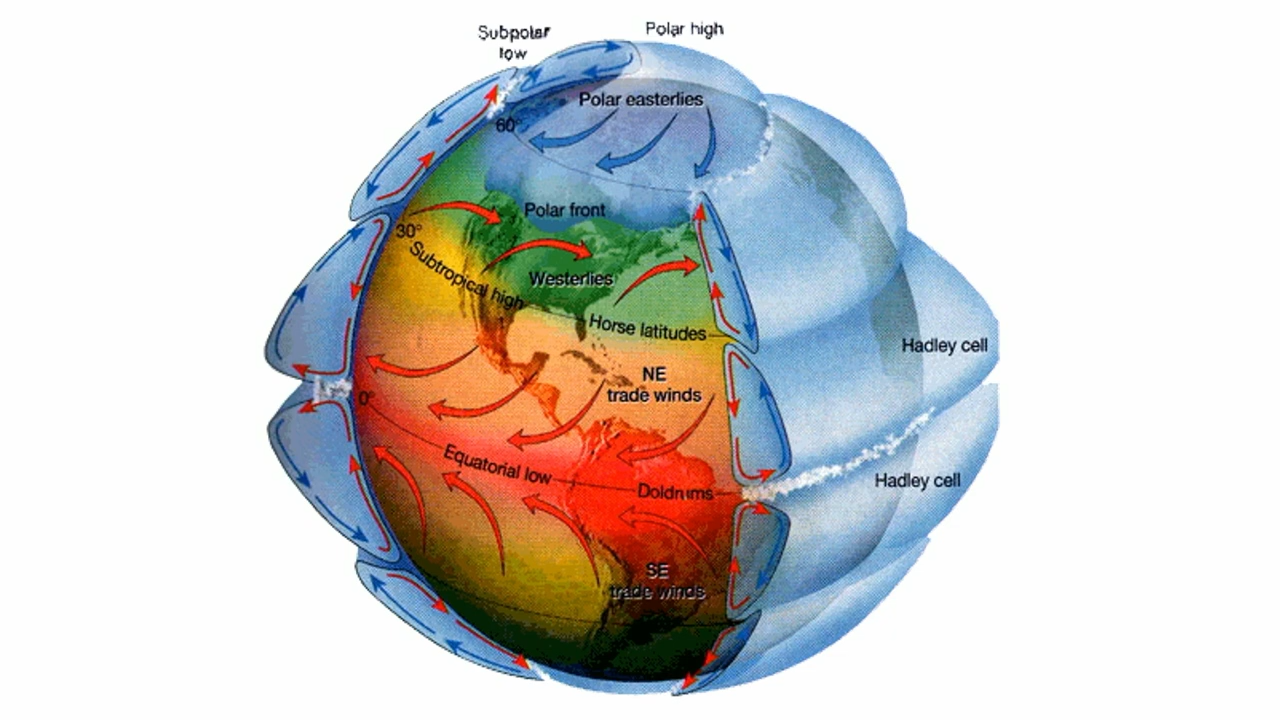 Subpolar
low
Polar high
Polar easterlies
60°
Polar front
30°
Subtropical high
Westerlies
Horse latitudes
Hadley cell
NE
trade winds
0°
Equatorial low
Doldrums
Hadley cell
SE
trade winds